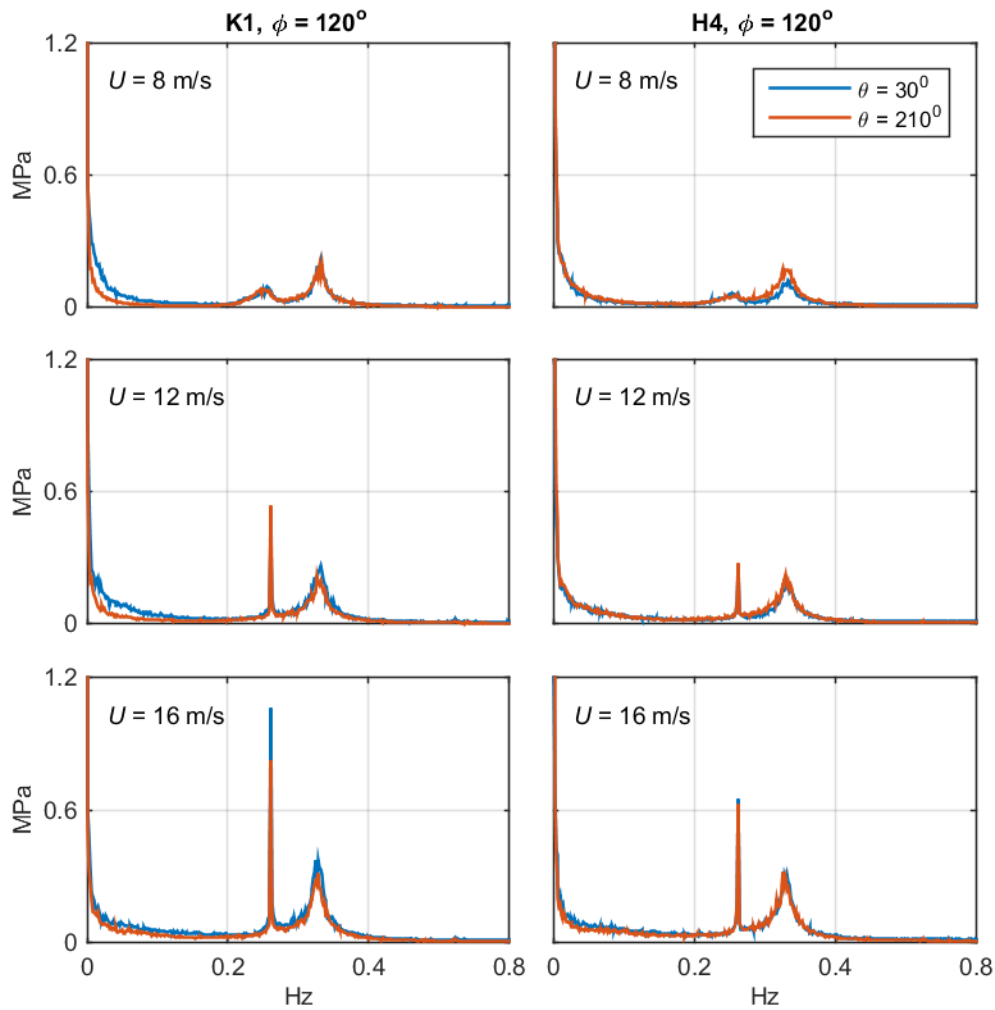 K1, ϕ = 120° H4, ϕ = 120°
1.2
U = 8 m/s
0.6
MPa
0
U = 8 m/s
θ = 30⁰
θ = 210⁰
1.2
U = 12 m/s
0.6
MPa
0
U = 12 m/s
1.2
U = 16 m/s
0.6
MPa
0
0 0.2 0.4 0.6 0.8
Hz
U = 16 m/s
0 0.2 0.4 0.8
Hz